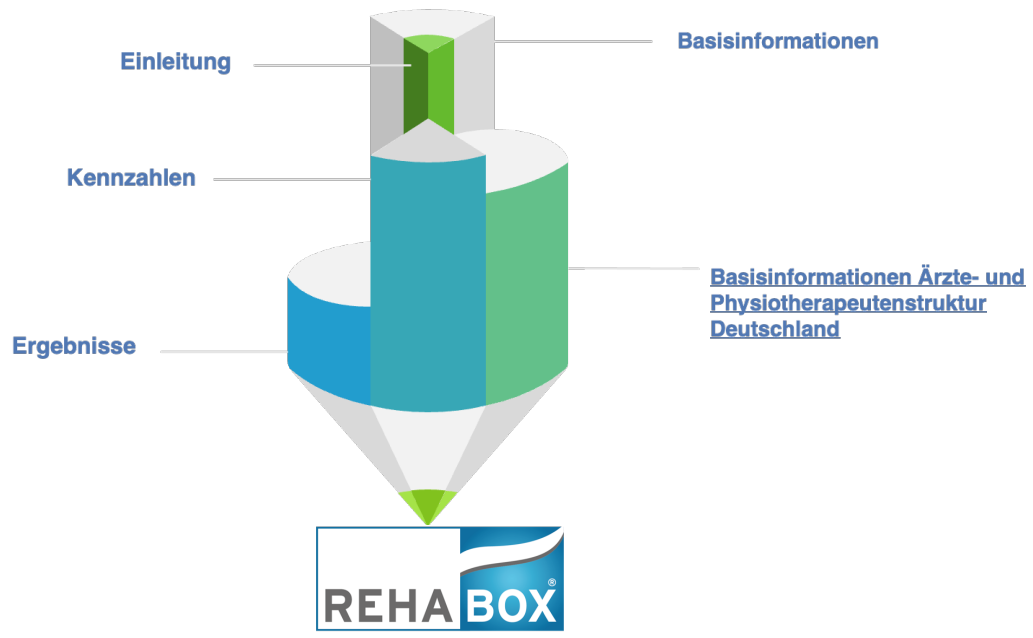 Einleitung
Basisinformationen
Kennzahlen
Basisinformationen Ärzte- und
Physiotherapeutenstruktur
Deutschland
Ergebnisse
REHA BOX®